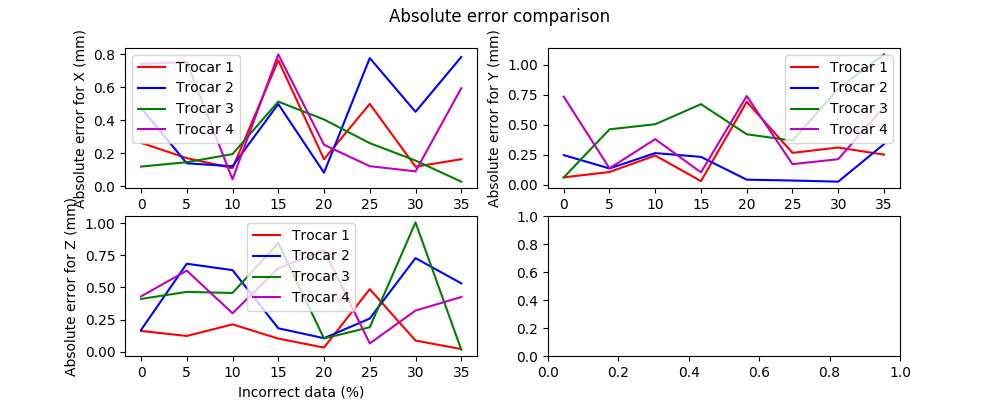 Absolute error comparison
Absolute error for X (mm)
0.8
0.6
0.4
0.2
0.0
Trocar 1
Trocar 2
Trocar 3
Trocar 4
0 5 10 15 20 25 30 35
Absolute error for Y (mm)
1.00
0.75
0.50
0.25
0.00
Trocar 1
Trocar 2
Trocar 3
Trocar 4
0 5 10 15 20 25 30 35
Absolute error for Z (mm)
1.00
0.75
0.50
0.25
0.00
Trocar 1
Trocar 2
Trocar 3
Trocar 4
0 5 10 15 20 25 30 35
Incorrect data (%)
1.0
0.8
0.6
0.4
0.2
0.0
0.0 0.2 0.4 0.6 0.8 1.0